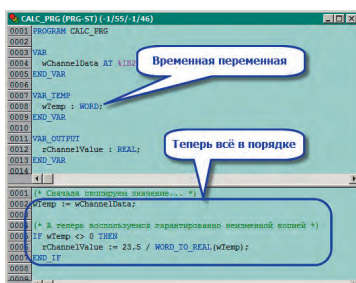 CALC_PRG (PRG-ST) (-1/55/-1/46)
0001 PROGRAM CALC_PRG
0002
0003 VAR
0004 wChannelData AT %IB2
0005 END_VAR
0006
0007 VAR_TEMP
0008 wTemp : WORD;
0009 END_VAR
0010
0011 VAR_OUTPUT
0012 rChannelValue : REAL;
0013 END_VAR
0014
Временная переменная
Теперь всё в порядке
0001 (* Сначала скопируем значение... *)
0002 wTemp := wChannelData;
0003
0004 (* А теперь воспользуемся гарантированно неизменной копией *)
0005 IF wTemp <> 0 THEN
0006 rChannelValue := 23.5 / WORD_TO_REAL(wTemp);
0007 END_IF
0008